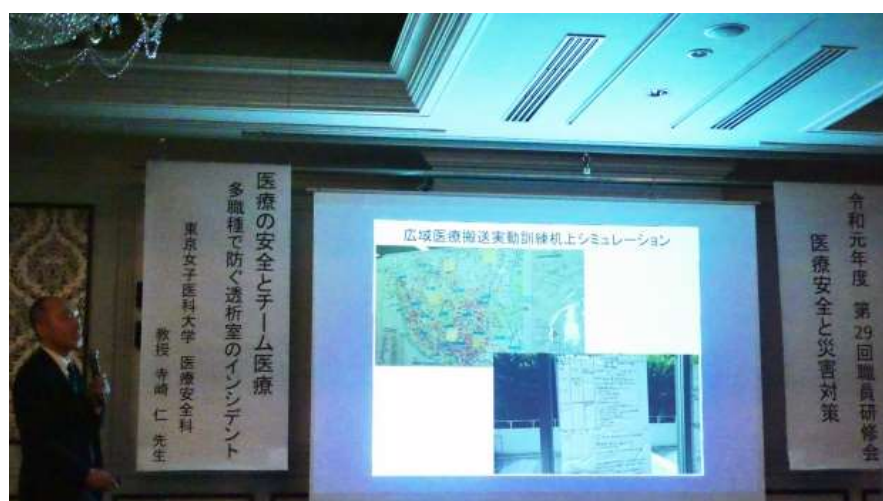 医療の安全とチーム医療
多職種で防ぐ透析室のインシデント
東京女子医科大学 医療安全科
教授 寺崎 仁 先生
広域医療搬送実動訓練机上シミュレーション
令和元年度 第29回職員研修会
医療安全と災害対策